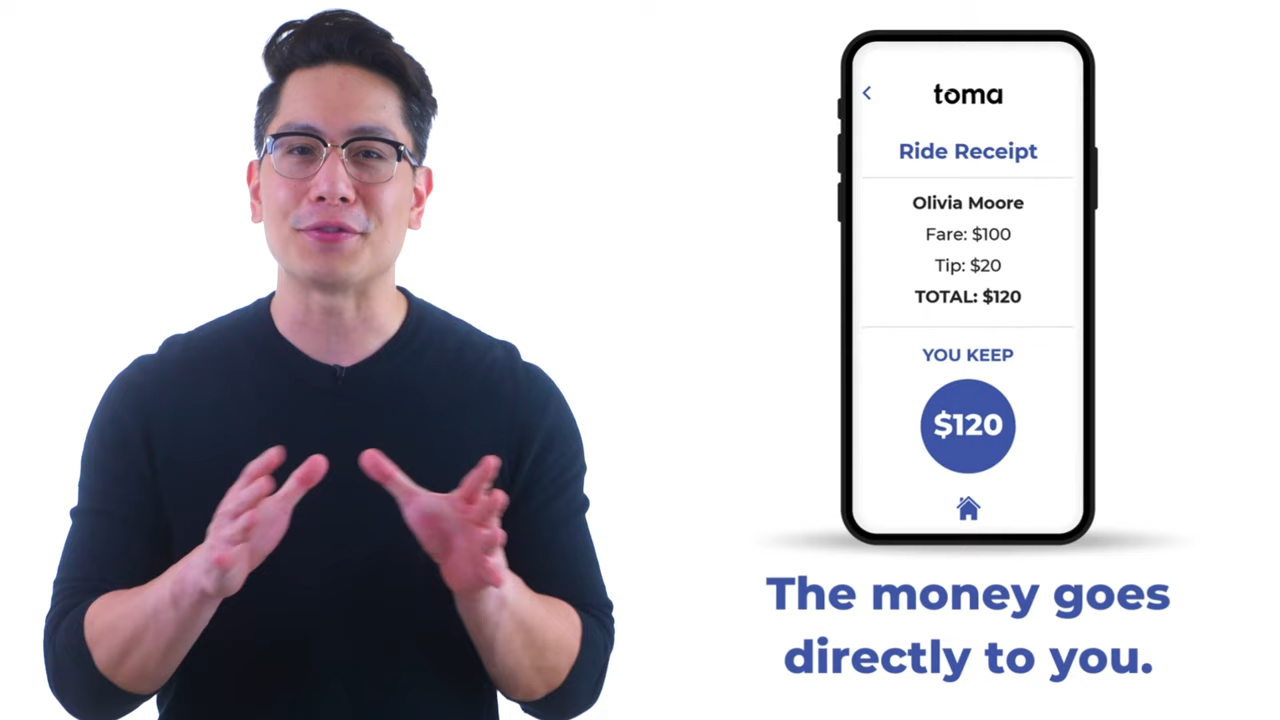 toma
Ride Receipt
Olivia Moore
Fare: $100
Tip: $20
TOTAL: $120
YOU KEEP
$120
The money goes
directly to you.